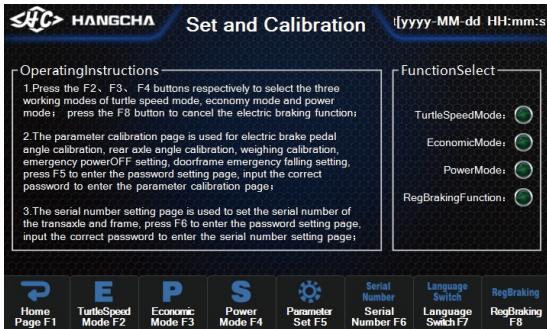 HC HANGCHA
Set and Calibration
t[yyyy-MM-dd HH:mm:s
OperatingInstructions
1.Press the F2、F3、 F4 buttons respectively to select the three
working modes of turtle speed mode, economy mode and power
mode； press the F8 button to cancel the electric braking function；
2.The parameter calibration page is used for electric brake pedal
angle calibration, rear axle angle calibration, weighing calibration,
emergency powerOFF setting, doorframe emergency falling setting,
press F5 to enter the password setting page, input the correct
password to enter the parameter calibration page；
3.The serial number setting page is used to set the serial number of
the transaxle and frame, press F6 to enter the password setting page,
input the correct password to enter the serial number setting page；
FunctionSelect
TurtleSpeedMode：
EconomicMode：
PowerMode：
RegBrakingFunction：
E
P
S
Serial
Number
Language
Switch
RegBraking
Home
Page F1
TurtleSpeed
Mode F2
Economic
Mode F3
Power
Mode F4
Parameter
Set F5
Serial
Number F6
Language
Switch F7
RegBraking
F8